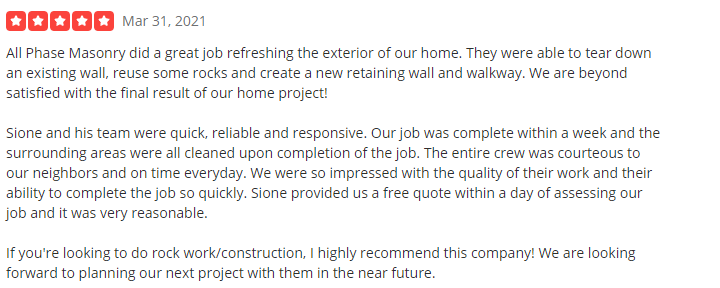 Mar 31, 2021
All Phase Masonry did a great job refreshing the exterior of our home. They were able to tear down
an existing wall, reuse some rocks and create a new retaining wall and walkway. We are beyond
satisfied with the final result of our home project!
Sione and his team were quick, reliable and responsive. Our job was complete within a week and the
surrounding areas were all cleaned upon completion of the job. The entire crew was courteous to
our neighbors and on time everyday. We were so impressed with the quality of their work and their
ability to complete the job so quickly. Sione provided us a free quote within a day of assessing our
job and it was very reasonable.
If you're looking to do rock work/construction, I highly recommend this company! We are looking
forward to planning our next project with them in the near future.